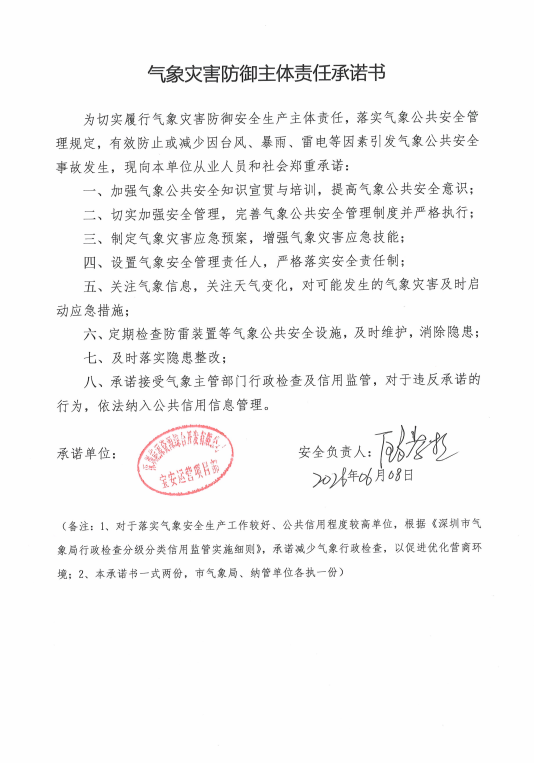 气象灾害防御主体责任承诺书
为切实履行气象灾害防御安全生产主体责任，落实气象公共安全管
理规定，有效防止或减少因台风、暴雨、雷电等因素引发气象公共安全
事故发生，现向本单位从业人员和社会郑重承诺：
一、加强气象公共安全知识宣贯与培训，提高气象公共安全意识；
二、切实加强安全管理，完善气象公共安全管理制度并严格执行；
三、制定气象灾害应急预案，增强气象灾害应急技能；
四、设置气象安全管理责任人，严格落实安全责任制；
五、关注气象信息，关注天气变化，对可能发生的气象灾害及时启
动应急措施；
六、定期检查防雷装置等气象公共安全设施，及时维护，消除隐患；
七、及时落实隐患整改；
八、承诺接受气象主管部门行政检查及信用监管，对于违反承诺的
行为，依法纳入公共信用信息管理。
承诺单位：
宝安运营项目部
安全负责人：
2026年06月08日
（备注：1、对于落实气象安全生产工作较好、公共信用程度较高单位，根据《深圳市气
象局行政检查分级分类信用监管实施细则》，承诺减少气象行政检查，以促进优化营商环
境；2、本承诺书一式两份，市气象局、纳管单位各执一份）